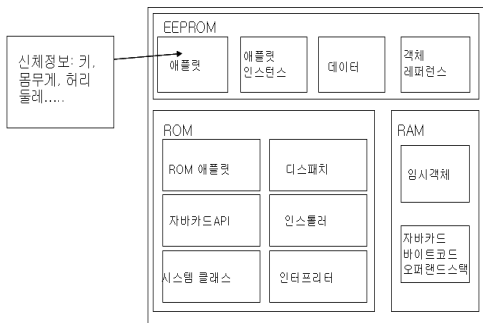 EEPROM
신체정보: 키,
몸무게, 허리
둘레.....
애플릿
애플릿
인스턴스
데이터
객체
레퍼런스
ROM
ROM 애플릿
디스패치
자바카드API
인스톨러
시스템 클래스
인터프리터
RAM
임시객체
자바카드
바이트코드
오퍼랜드스택